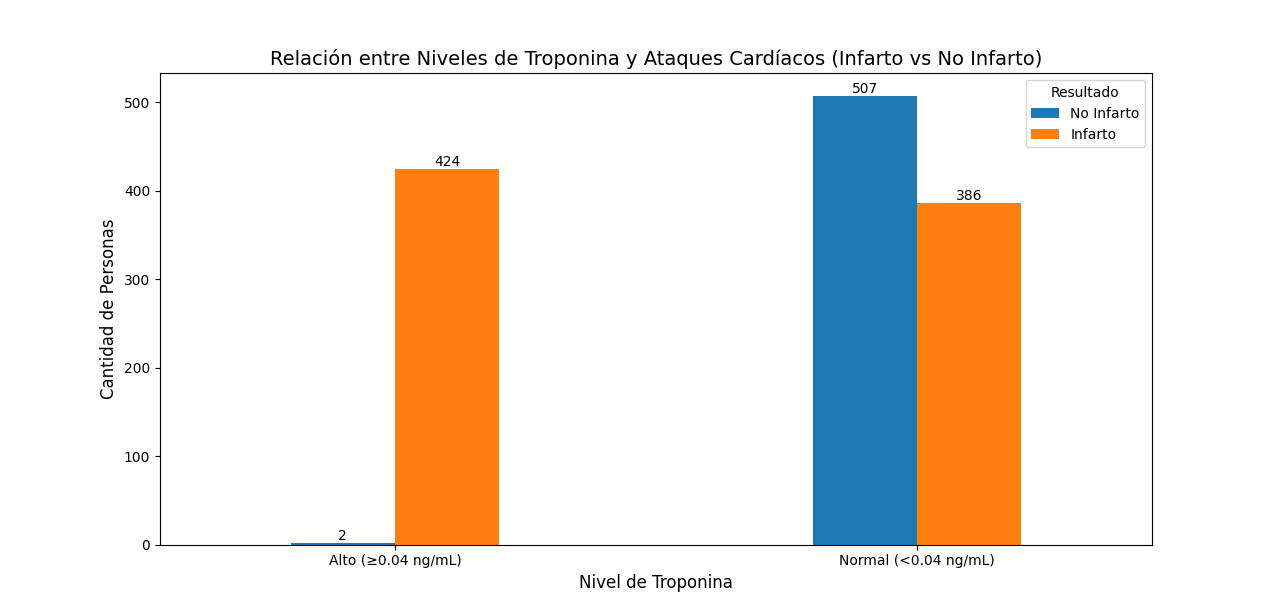 Relación entre Niveles de Troponina y Ataques Cardíacos (Infarto vs No Infarto)
Resultado
No Infarto
Infarto
Cantidad de Personas
500
400
300
200
100
0
2
424
507
386
Alto (≥0.04 ng/mL)
Normal (<0.04 ng/mL)
Nivel de Troponina